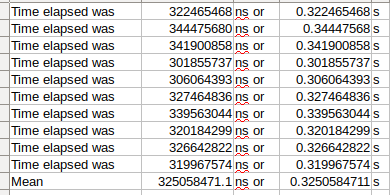 Time elapsed was 322465468 ns or 0.322465468 s
Time elapsed was 344475680 ns or 0.34447568 s
Time elapsed was 341900858 ns or 0.341900858 s
Time elapsed was 301855737 ns or 0.301855737 s
Time elapsed was 306064393 ns or 0.306064393 s
Time elapsed was 327464836 ns or 0.327464836 s
Time elapsed was 339563044 ns or 0.339563044 s
Time elapsed was 320184299 ns or 0.320184299 s
Time elapsed was 326642822 ns or 0.326642822 s
Time elapsed was 319967574 ns or 0.319967574 s
Mean 325058471.1 ns or 0.3250584711 s